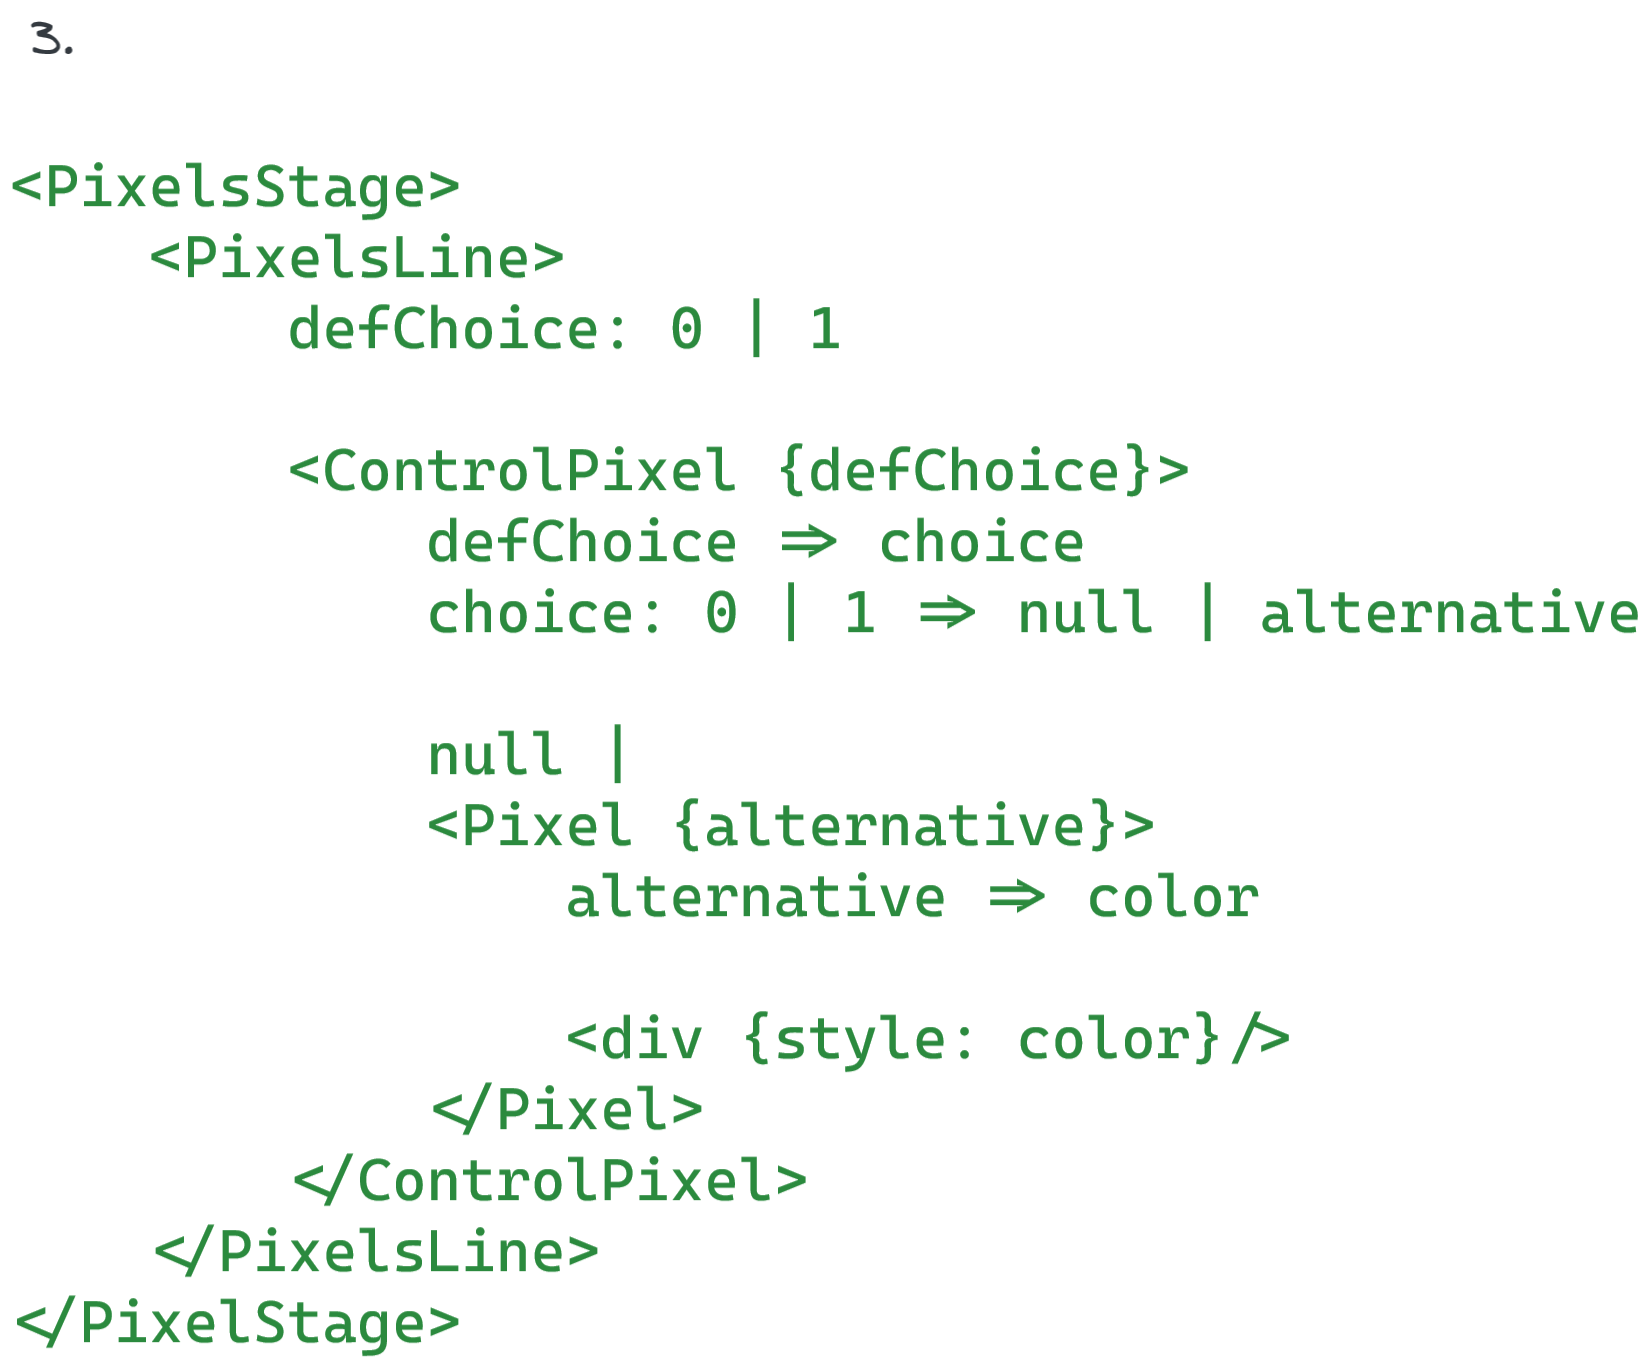 3.
<PixelsStage>
<PixelsLine>
defChoice: 0 | 1
<ControlPixel {defChoice}>
defChoice => choice
choice: 0 | 1 => null | alternative
null |
<Pixel {alternative}>
alternative => color
<div {style: color}/>
</Pixel>
</ControlPixel>
</PixelsLine>
</PixelStage>